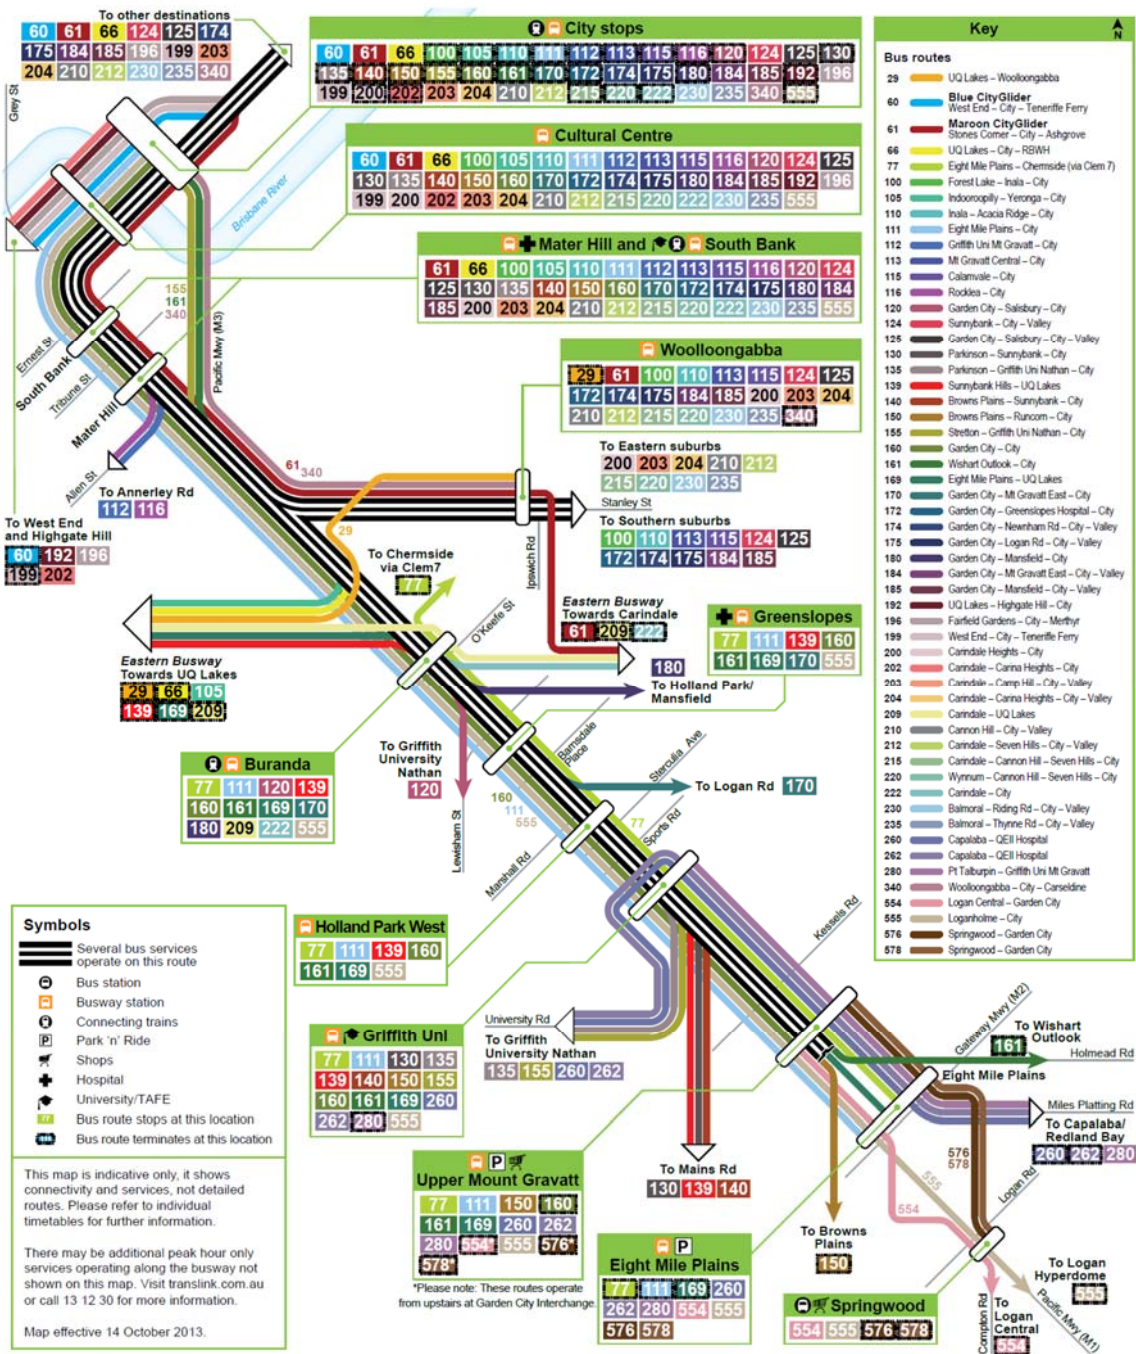 To other destinations
60 61 66 124 125 174
175 184 185 196 199 203
204 210 212 230 235 340
Grey St
City stops
60 61 66 100 105 110 111 112 113 115 116 120 124 125 130
135 140 150 155 160 161 170 172 174 175 180 184 185 192 196
199 200 202 203 204 210 212 215 220 222 230 235 340 555
Cultural Centre
60 61 66 100 105 110 111 112 113 115 116 120 124 125
130 135 140 150 160 170 172 174 175 180 184 185 192 196
199 200 202 203 204 210 212 215 220 222 230 235 555
Brisbane River
Mater Hill and South Bank
61 66 100 105 110 111 112 113 115 116 120 124
125 130 135 140 150 160 170 172 174 175 180 184
185 200 203 204 210 212 215 220 222 230 235 555
155
161
340
Pacific Mwy (M3)
Ernest St
South Bank
Tribune St
Mater Hill
Allen St
To Annerley Rd
112 116
Woolloongabba
29 61 100 110 113 115 124 125
172 174 175 184 185 200 203 204
210 212 215 220 230 235 340
To Eastern suburbs
200 203 204 210 212
215 220 230 235
Stanley St
To Southern suburbs
100 110 113 115 124 125
172 174 175 184 185
61
340
29
Ipswich Rd
To West End
and Highgate Hill
60 192 196
199 202
To Chermside
via Clem7
77
O'Keefe St
Eastern Busway
Towards Carindale
61 209 222
Eastern Busway
Towards UQ Lakes
29 66 105
139 169 209
180
To Holland Park/
Mansfield
Greenslopes
77 111 139 160
161 169 170 555
Buranda
77 111 120 139
160 161 169 170
180 209 222 555
To Griffith
University
Nathan
120
Lewisham St
Barnsdale
Place
Sterculia Ave
To Logan Rd 170
160
111
555
77
Sports Rd
Marshall Rd
Kessels Rd
Holland Park West
77 111 139 160
161 169 555
Griffith Uni
77 111 130 135
139 140 150 155
160 161 169 260
262 280 555
University Rd
To Griffith
University Nathan
135 155 260 262
Gateway Mwy (M2)
To Wishart
Outlook
161
Holmead Rd
Eight Mile Plains
Miles Platting Rd
To Capalaba/
Redland Bay
260 262 280
To Mains Rd
130 139 140
Upper Mount Gravatt
77 111 150 160
161 169 260 262
280 554* 555 576*
578*
*Please note: These routes operate
from upstairs at Garden City Interchange.
To Browns
Plains
150
576
578
555
554
Logan Rd
Eight Mile Plains
77 111 169 260
262 280 554 555
576 578
Springwood
554 555 576 578
Compton Rd
To
Logan
Central
554
Pacific Mwy (M1)
To Logan
Hyperdome
555
Symbols
Several bus services
operate on this route
Bus station
Busway station
Connecting trains
P Park 'n' Ride
Shops
Hospital
University/TAFE
77 Bus route stops at this location
Bus route terminates at this location
This map is indicative only, it shows
connectivity and services, not detailed
routes. Please refer to individual
timetables for further information.
There may be additional peak hour only
services operating along the busway not
shown on this map. Visit translink.com.au
or call 13 12 30 for more information.
Map effective 14 October 2013.
Key
N
Bus routes
29 UQ Lakes – Woolloongabba
60 Blue CityGlider
West End – City – Teneriffe Ferry
61 Maroon CityGlider
Stones Corner – City – Ashgrove
66 UQ Lakes – City – RBWH
77 Eight Mile Plains – Chermside (via Clem 7)
100 Forest Lake – Inala – City
105 Indooroopilly – Yeronga – City
110 Inala – Acacia Ridge – City
111 Eight Mile Plains – City
112 Griffith Uni Mt Gravatt – City
113 Mt Gravatt Central – City
115 Calamvale – City
116 Rocklea – City
120 Garden City – Salisbury – City
124 Sunnybank – City – Valley
125 Garden City – Salisbury – City – Valley
130 Parkinson – Sunnybank – City
135 Parkinson – Griffith Uni Nathan – City
139 Sunnybank Hills – UQ Lakes
140 Browns Plains – Sunnybank – City
150 Browns Plains – Runcorn – City
155 Stretton – Griffith Uni Nathan – City
160 Garden City – City
161 Wishart Outlook – City
169 Eight Mile Plains – UQ Lakes
170 Garden City – Mt Gravatt East – City
172 Garden City – Greenslopes Hospital – City
174 Garden City – Newnham Rd – City – Valley
175 Garden City – Logan Rd – City – Valley
180 Garden City – Mansfield – City
184 Garden City – Mt Gravatt East – City – Valley
185 Garden City – Mansfield – City – Valley
192 UQ Lakes – Highgate Hill – City
196 Fairfield Gardens – City – Merthyr
199 West End – City – Teneriffe Ferry
200 Carindale Heights – City
202 Carindale – Carina Heights – City
203 Carindale – Camp Hill – City – Valley
204 Carindale – Carina Heights – City – Valley
209 Carindale – UQ Lakes
210 Cannon Hill – City – Valley
212 Carindale – Seven Hills – City – Valley
215 Carindale – Cannon Hill – Seven Hills – City
220 Wynnum – Cannon Hill – Seven Hills – City
222 Carindale – City
230 Balmoral – Riding Rd – City – Valley
235 Balmoral – Thynne Rd – City – Valley
260 Capalaba – QEII Hospital
262 Capalaba – QEII Hospital
280 Pt Talburpin – Griffith Uni Mt Gravatt
340 Woolloongabba – City – Carseldine
554 Logan Central – Garden City
555 Loganholme – City
576 Springwood – Garden City
578 Springwood – Garden City